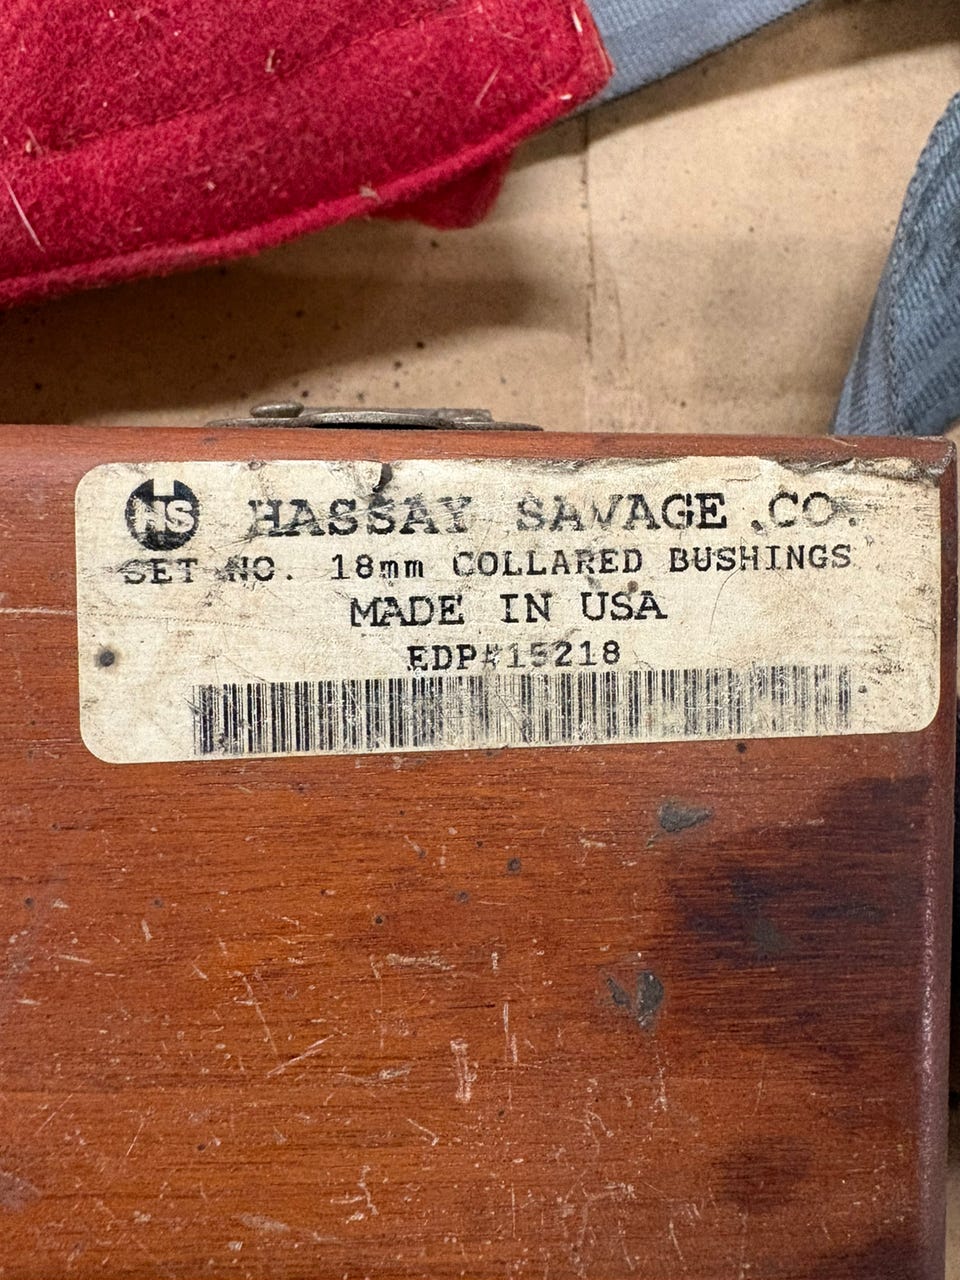 HS
HASSAY SAVAGE CO.
SET NO. 18mm COLLARED BUSHINGS
MADE IN USA
EDP#15218